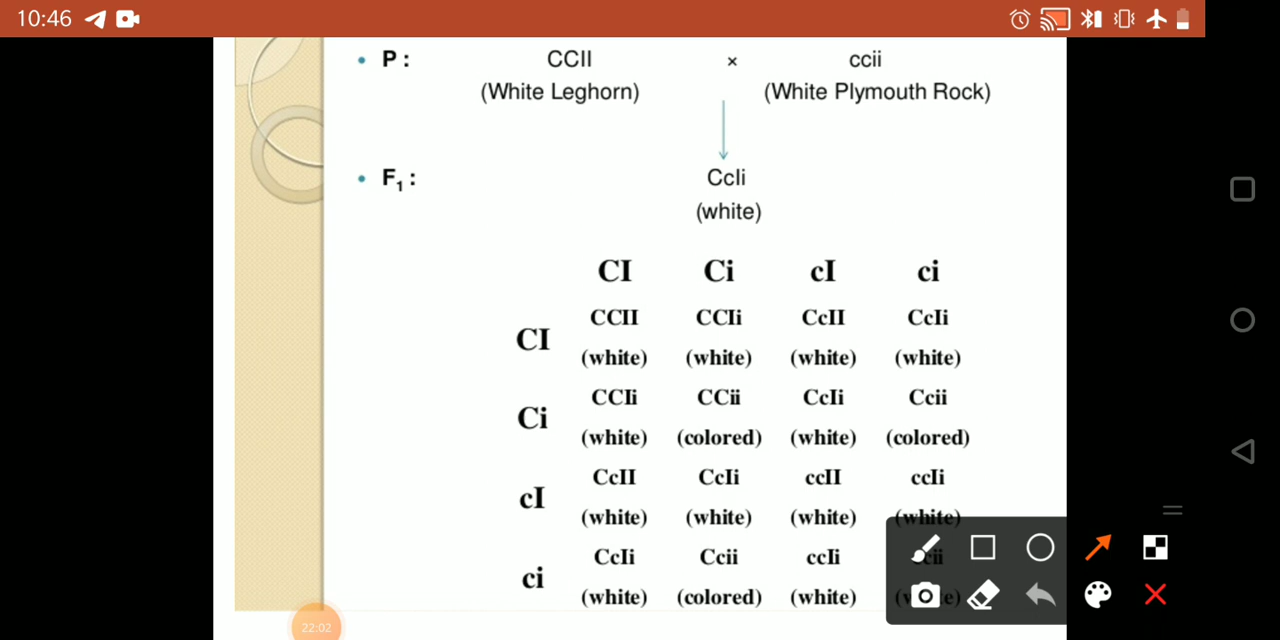 10:46
• P : CCII × ccii
(White Leghorn) (White Plymouth Rock)
• F1 : CcIi
(white)
CI Ci cI ci
CI CCII CCIi CcII CcIi
(white) (white) (white) (white)
Ci CCIi CCii CcIi Ccii
(white) (colored) (white) (colored)
cI CcII CcIi ccII ccIi
(white) (white) (white) (white)
ci CcIi Ccii ccIi
(white) (colored) (white)
22:02